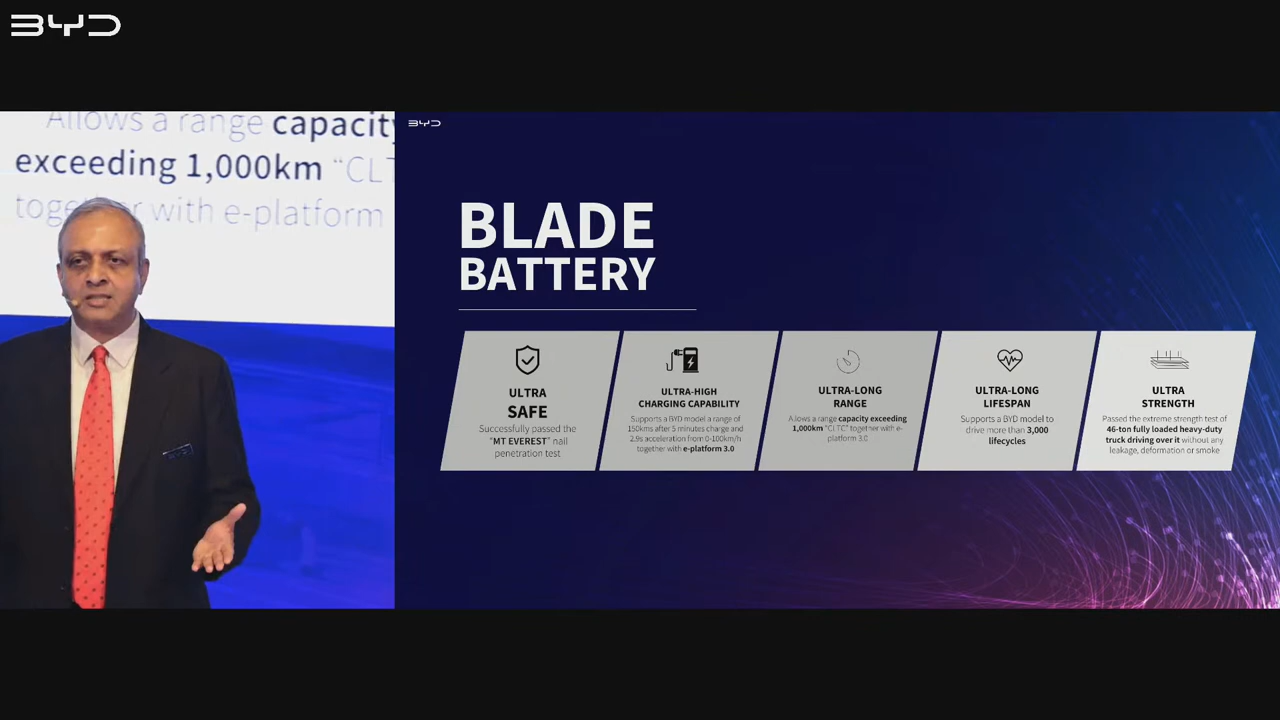 BYD
Allows a range capacity
exceeding 1,000km "CLT
together with e-platform
BYD
BLADE
BATTERY
ULTRA
SAFE
Successfully passed the
"MT EVEREST" nail
penetration test
ULTRA-HIGH
CHARGING CAPABILITY
Supports a BYD model a range of
150kms after 5 minutes charge and
2.9s acceleration from 0-100km/h
together with e-platform 3.0
ULTRA-LONG
RANGE
Allows a range capacity exceeding
1,000km "CLTC" together with e-
platform 3.0
ULTRA-LONG
LIFESPAN
Supports a BYD model to
drive more than 3,000
lifecycles
ULTRA
STRENGTH
Passed the extreme strength test of
46-ton fully loaded heavy-duty
truck driving over it without any
leakage, deformation or smoke
BYD